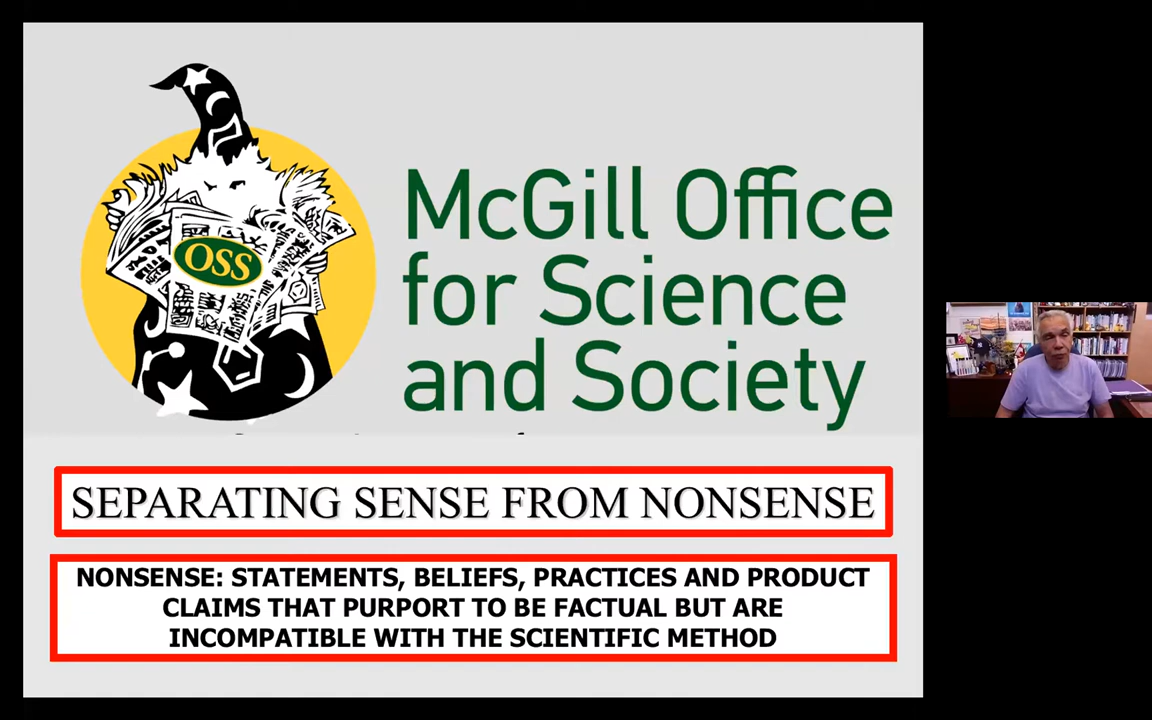 OSS
McGill Office
for Science
and Society
SEPARATING SENSE FROM NONSENSE
NONSENSE: STATEMENTS, BELIEFS, PRACTICES AND PRODUCT
CLAIMS THAT PURPORT TO BE FACTUAL BUT ARE
INCOMPATIBLE WITH THE SCIENTIFIC METHOD